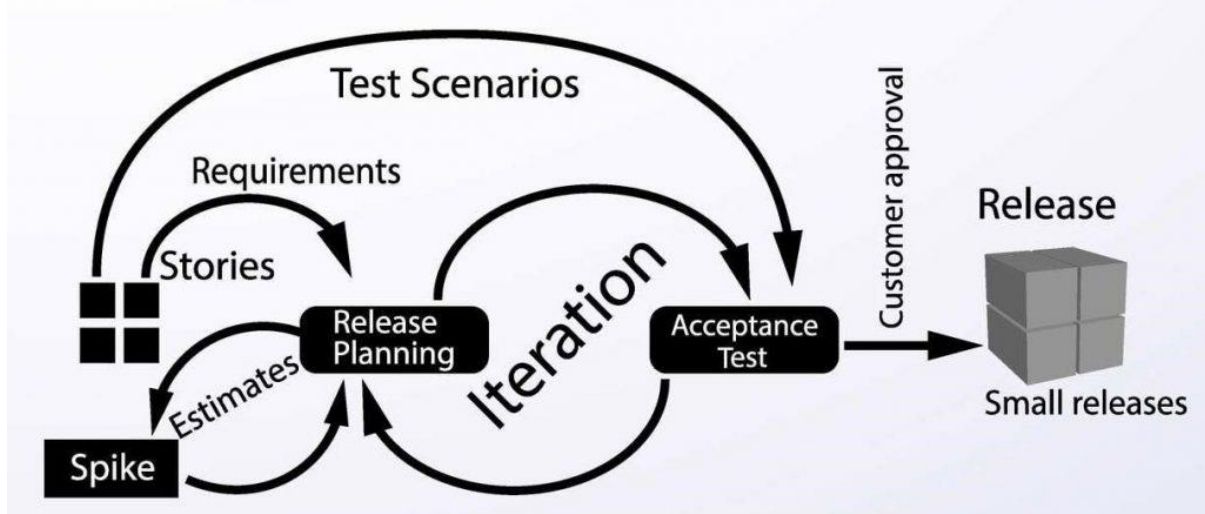 Test Scenarios
Requirements
Stories
Release
Planning
Estimates
Spike
Iteration
Acceptance
Test
Customer approval
Release
Small releases